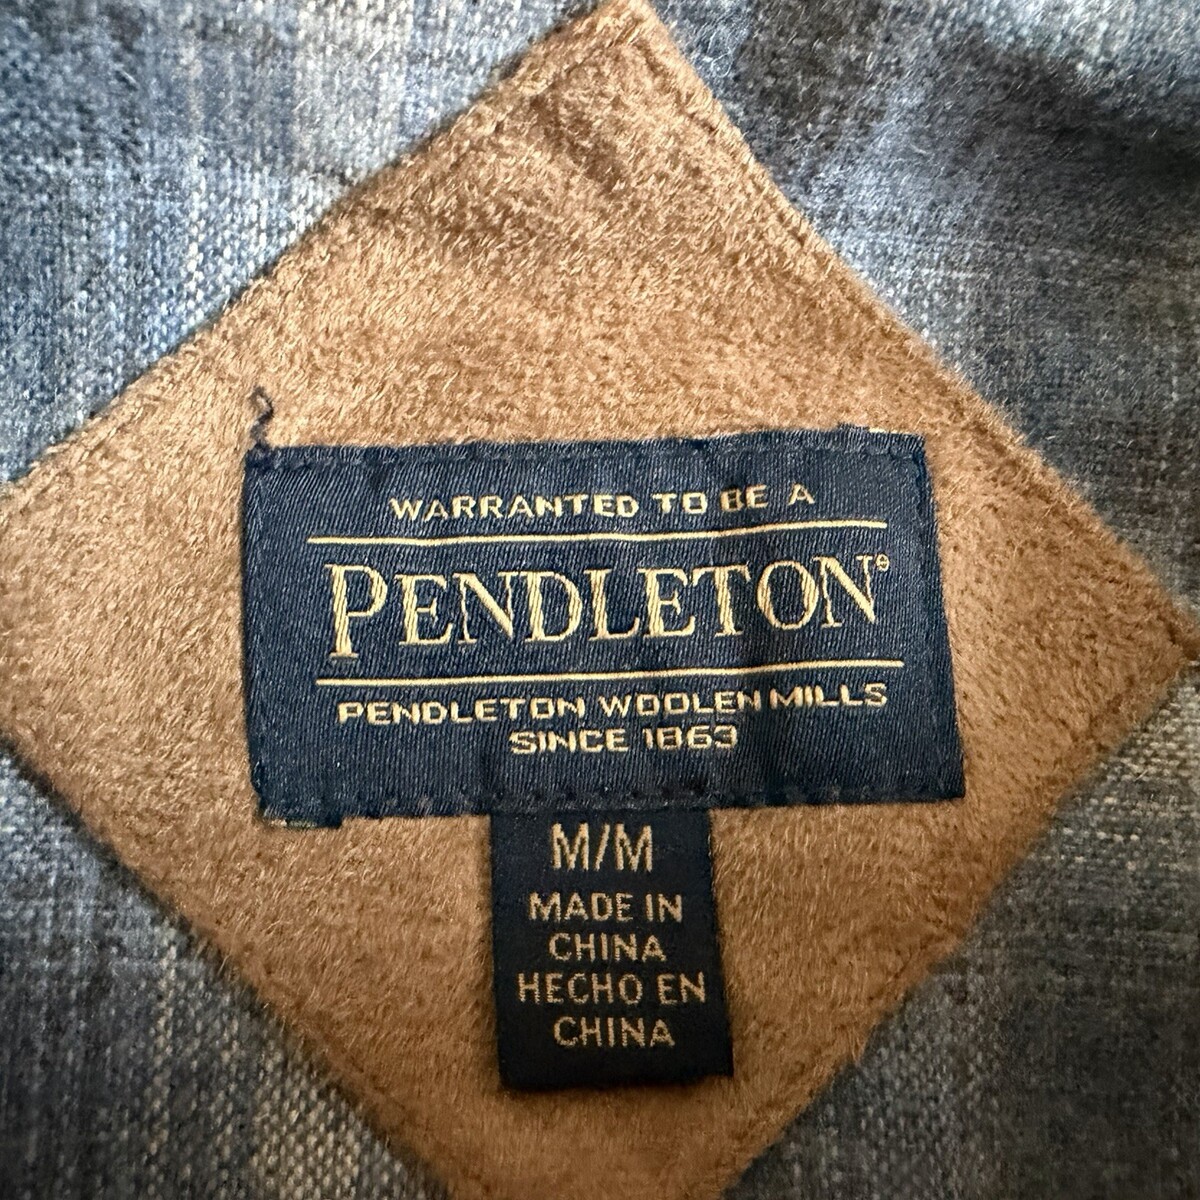 WARRANTED TO BE A
PENDLETON®
PENDLETON WOOLEN MILLS
SINCE 1863
M/M
MADE IN
CHINA
HECHO EN
CHINA